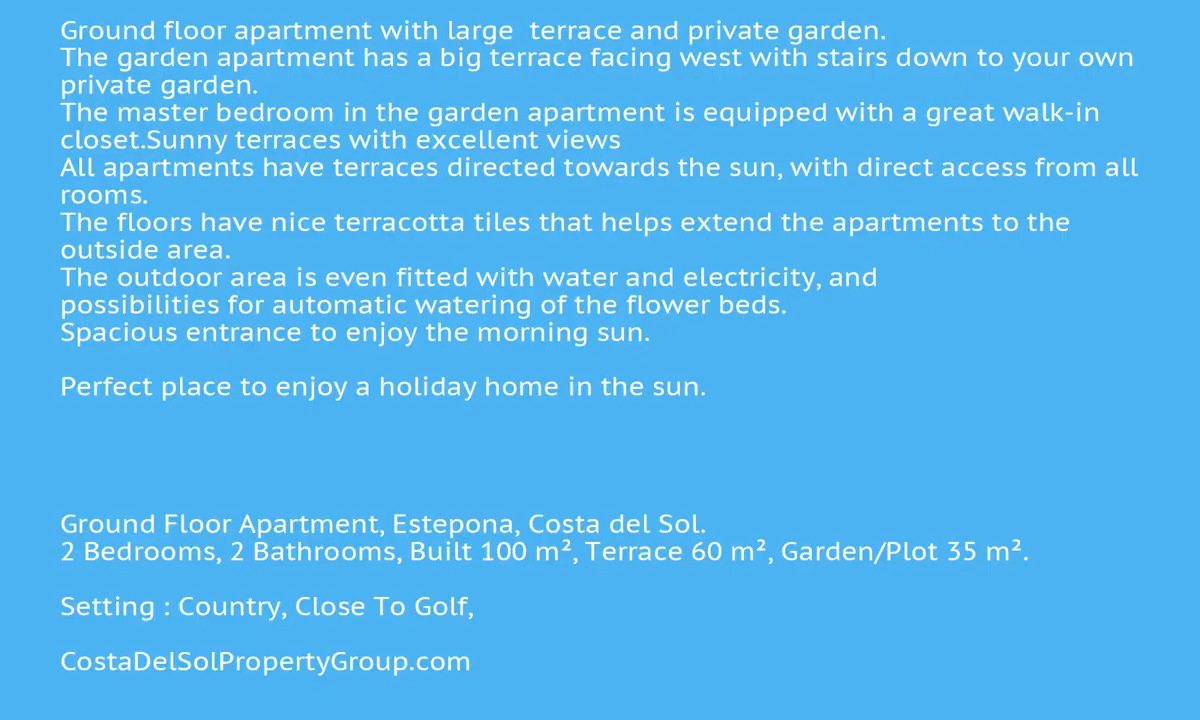 Ground floor apartment with large  terrace and private garden.
The garden apartment has a big terrace facing west with stairs down to your own
private garden.
The master bedroom in the garden apartment is equipped with a great walk-in
closet.Sunny terraces with excellent views
All apartments have terraces directed towards the sun, with direct access from all
rooms.
The floors have nice terracotta tiles that helps extend the apartments to the
outside area.
The outdoor area is even fitted with water and electricity, and
possibilities for automatic watering of the flower beds.
Spacious entrance to enjoy the morning sun.
Perfect place to enjoy a holiday home in the sun.
Ground Floor Apartment, Estepona, Costa del Sol.
2 Bedrooms, 2 Bathrooms, Built 100 m², Terrace 60 m², Garden/Plot 35 m².
Setting : Country, Close To Golf,
CostaDelSolPropertyGroup.com